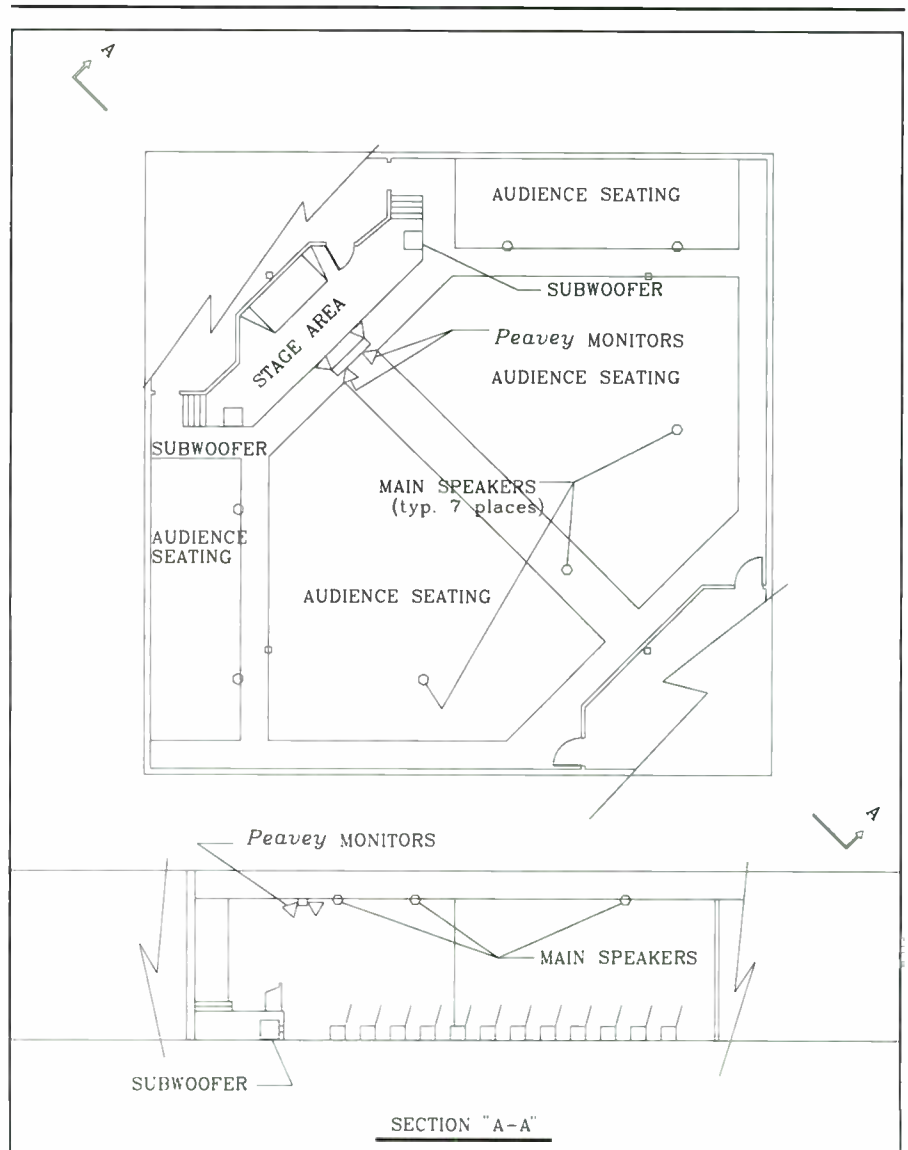 A
AUDIENCE SEATING
SUBWOOFER
STAGE AREA
Peavey MONITORS
AUDIENCE SEATING
SUBWOOFER
MAIN SPEAKERS
(typ. 7 places)
AUDIENCE
SEATING
AUDIENCE SEATING
A
Peavey MONITORS
MAIN SPEAKERS
SUBWOOFER
SECTION "A-A"